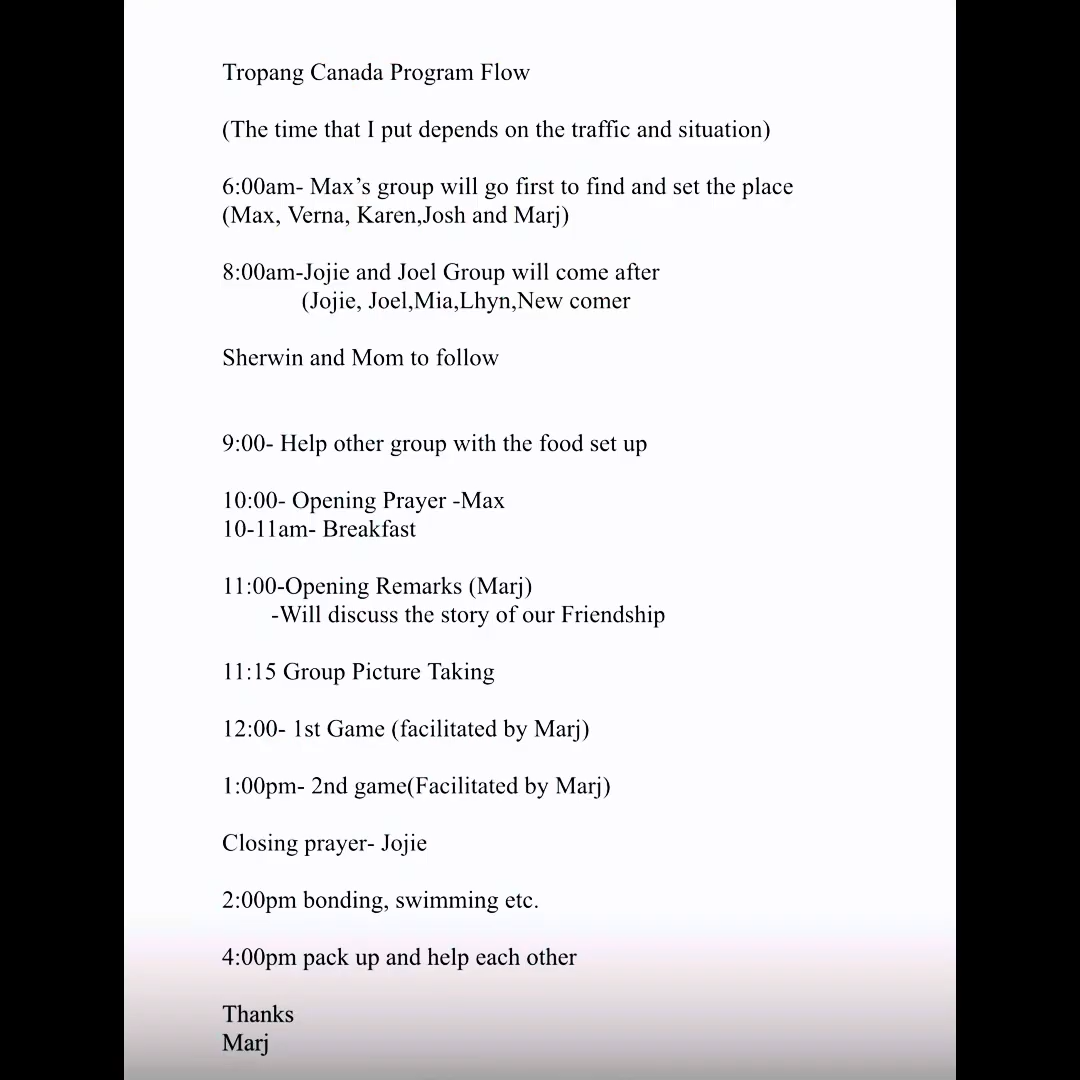 Tropang Canada Program Flow
(The time that I put depends on the traffic and situation)
6:00am- Max’s group will go first to find and set the place
(Max, Verna, Karen,Josh and Marj)
8:00am-Jojie and Joel Group will come after
(Jojie, Joel,Mia,Lhyn,New comer
Sherwin and Mom to follow
9:00- Help other group with the food set up
10:00- Opening Prayer -Max
10-11am- Breakfast
11:00-Opening Remarks (Marj)
-Will discuss the story of our Friendship
11:15 Group Picture Taking
12:00- 1st Game (facilitated by Marj)
1:00pm- 2nd game(Facilitated by Marj)
Closing prayer- Jojie
2:00pm bonding, swimming etc.
4:00pm pack up and help each other
Thanks
Marj